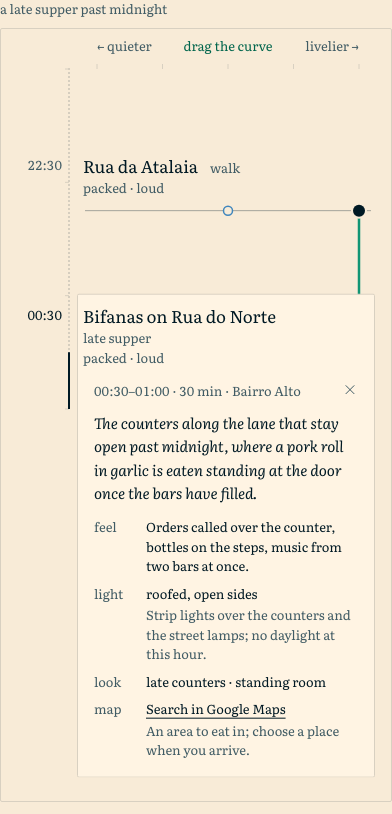 a late supper past midnight
← quieter drag the curve livelier →
22:30 Rua da Atalaia walk
packed · loud
00:30 Bifanas on Rua do Norte
late supper
packed · loud
00:30–01:00 · 30 min · Bairro Alto ×
The counters along the lane that stay
open past midnight, where a pork roll
in garlic is eaten standing at the door
once the bars have filled.
feel Orders called over the counter,
bottles on the steps, music from
two bars at once.
light roofed, open sides
Strip lights over the counters and
the street lamps; no daylight at
this hour.
look late counters · standing room
map Search in Google Maps
An area to eat in; choose a place
when you arrive.